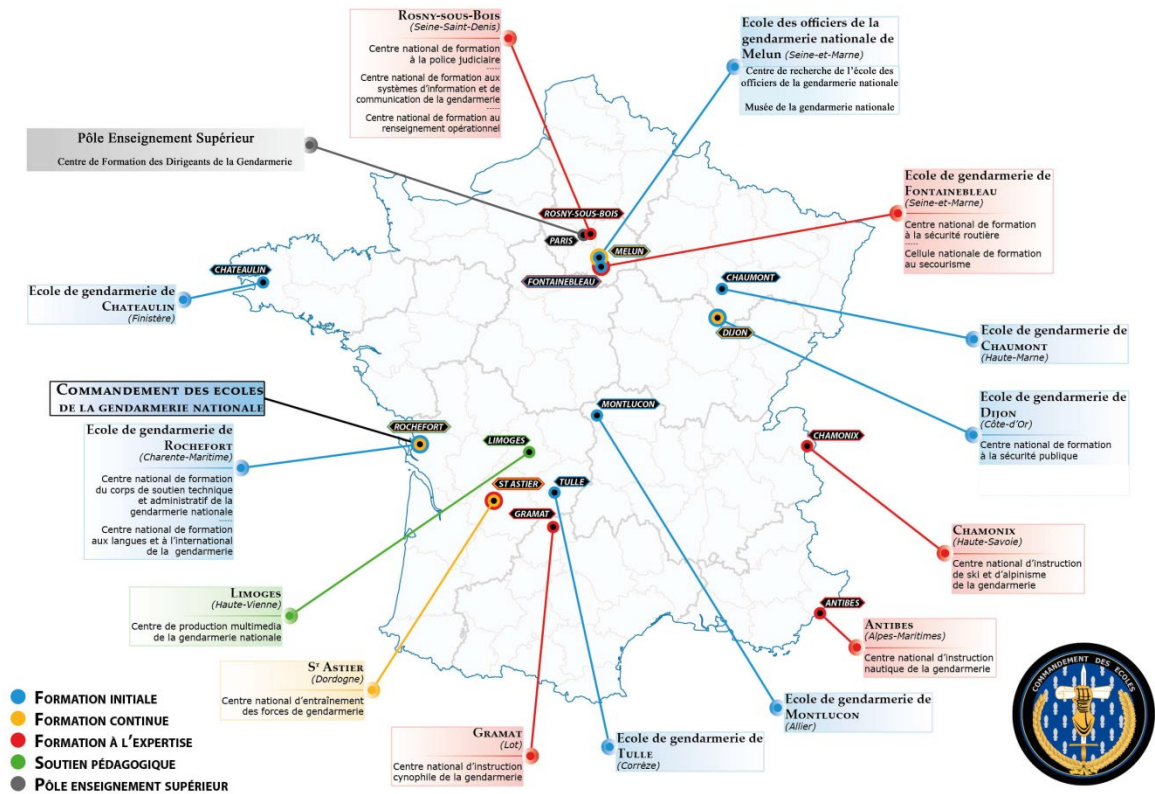 ROSNY-SOUS-BOIS
(Seine-Saint-Denis)
Centre national de formation
à la police judiciaire
-----
Centre national de formation aux
systèmes d'information et de
communication de la gendarmerie
-----
Centre national de formation au
renseignement opérationnel
Ecole des officiers de la
gendarmerie nationale de
Melun (Seine-et-Marne)
Centre de recherche de l'école des
officiers de la gendarmerie nationale
Musée de la gendarmerie nationale
Pôle Enseignement Supérieur
Centre de Formation des Dirigeants de la Gendarmerie
Ecole de gendarmerie de
FONTAINEBLEAU
(Seine-et-Marne)
Centre national de formation
à la sécurité routière
-----
Cellule nationale de formation
au secourisme
ROSNY-SOUS-BOIS
PARIS
MELUN
FONTAINEBLEAU
CHATEAULIN
CHAUMONT
DIJON
Ecole de gendarmerie de
CHATEAULIN
(Finistère)
Ecole de gendarmerie de
CHAUMONT
(Haute-Marne)
COMMANDEMENT DES ECOLES
DE LA GENDARMERIE NATIONALE
Ecole de gendarmerie de
DIJON
(Côte-d'Or)
Centre national de formation
à la sécurité publique
MONTLUCON
ROCHEFORT
LIMOGES
CHAMONIX
ST ASTIER
TULLE
GRAMAT
ANTIBES
Ecole de gendarmerie de
ROCHEFORT
(Charente-Maritime)
Centre national de formation
du corps de soutien technique
et administratif de la
gendarmerie nationale
-----
Centre national de formation
aux langues et à l'international
de la gendarmerie
CHAMONIX
(Haute-Savoie)
Centre national d'instruction
de ski et d'alpinisme
de la gendarmerie
LIMOGES
(Haute-Vienne)
Centre de production multimedia
de la gendarmerie nationale
ANTIBES
(Alpes-Maritimes)
Centre national d'instruction
nautique de la gendarmerie
ST ASTIER
(Dordogne)
Centre national d'entraînement
des forces de gendarmerie
GRAMAT
(Lot)
Centre national d'instruction
cynophile de la gendarmerie
Ecole de gendarmerie de
TULLE
(Corrèze)
Ecole de gendarmerie de
MONTLUCON
(Allier)
FORMATION INITIALE
FORMATION CONTINUE
FORMATION À L'EXPERTISE
SOUTIEN PÉDAGOGIQUE
PÔLE ENSEIGNEMENT SUPÉRIEUR
COMMANDEMENT DES ECOLES